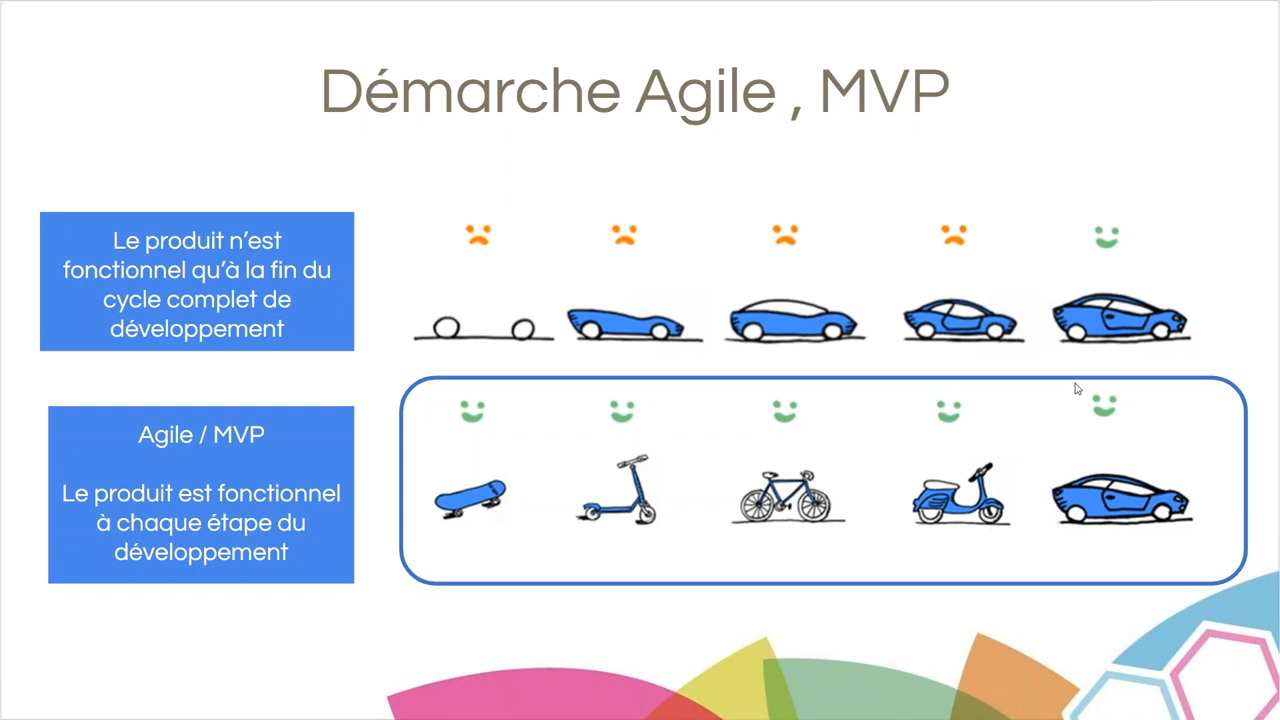 Démarche Agile , MVP
Le produit n’est
fonctionnel qu’à la fin du
cycle complet de
développement
Agile / MVP
Le produit est fonctionnel
à chaque étape du
développement